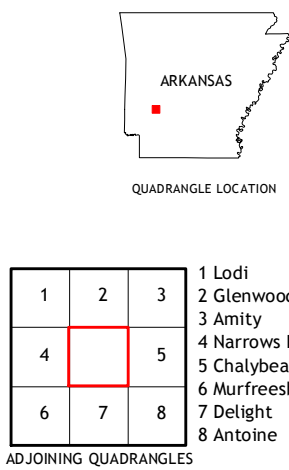 ARKANSAS
QUADRANGLE LOCATION
1 2 3
4 5
6 7 8
1 Lodi
2 Glenwood
3 Amity
4 Narrows
5 Chalybea
6 Murfrees
7 Delight
8 Antoine
ADJOINING QUADRANGLES